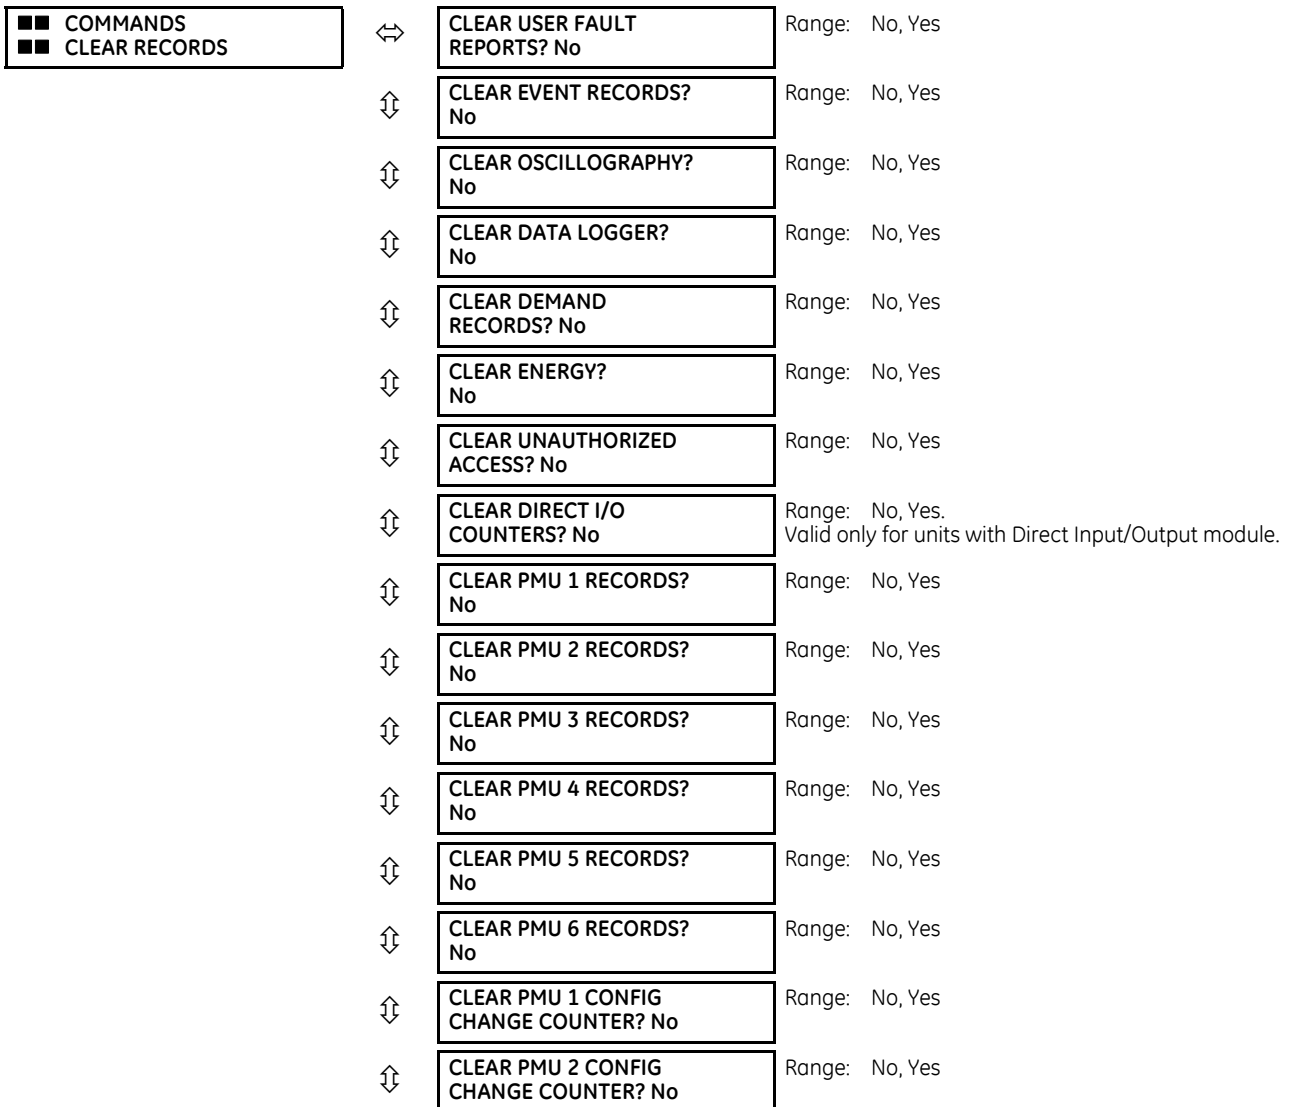 COMMANDS
CLEAR RECORDS
CLEAR USER FAULT
REPORTS? No
Range: No, Yes
CLEAR EVENT RECORDS?
No
Range: No, Yes
CLEAR OSCILLOGRAPHY?
No
Range: No, Yes
CLEAR DATA LOGGER?
No
Range: No, Yes
CLEAR DEMAND
RECORDS? No
Range: No, Yes
CLEAR ENERGY?
No
Range: No, Yes
CLEAR UNAUTHORIZED
ACCESS? No
Range: No, Yes
CLEAR DIRECT I/O
COUNTERS? No
Range: No, Yes.
Valid only for units with Direct Input/Output module.
CLEAR PMU 1 RECORDS?
No
Range: No, Yes
CLEAR PMU 2 RECORDS?
No
Range: No, Yes
CLEAR PMU 3 RECORDS?
No
Range: No, Yes
CLEAR PMU 4 RECORDS?
No
Range: No, Yes
CLEAR PMU 5 RECORDS?
No
Range: No, Yes
CLEAR PMU 6 RECORDS?
No
Range: No, Yes
CLEAR PMU 1 CONFIG
CHANGE COUNTER? No
Range: No, Yes
CLEAR PMU 2 CONFIG
CHANGE COUNTER? No
Range: No, Yes